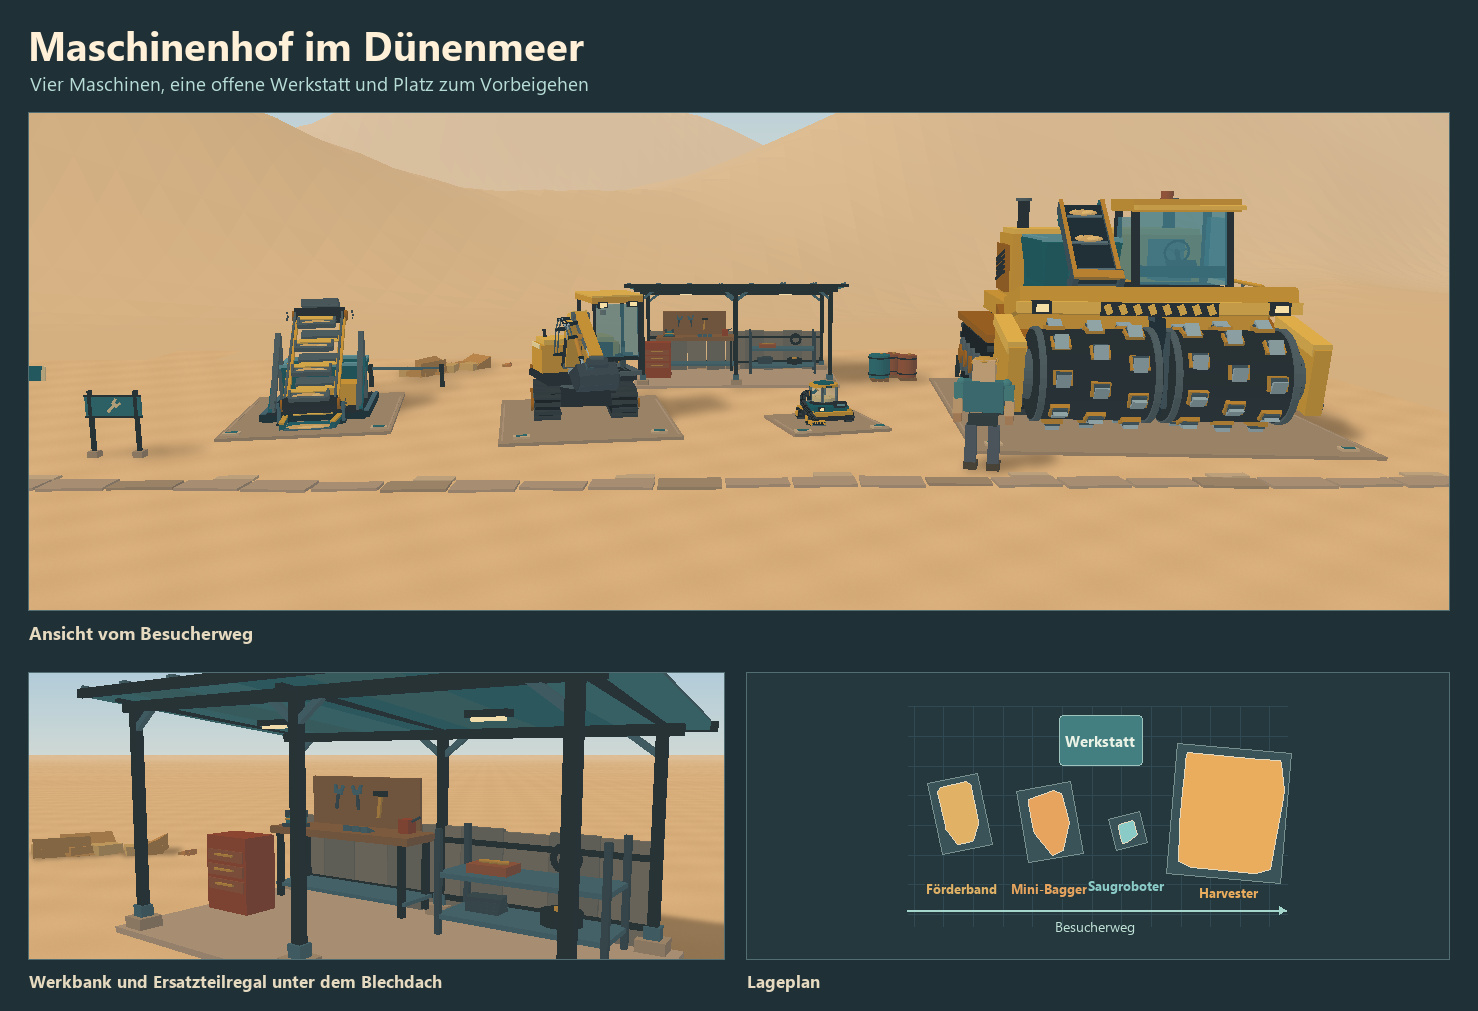 Maschinenhof im Dünenmeer
Vier Maschinen, eine offene Werkstatt und Platz zum Vorbeigehen
Ansicht vom Besucherweg
Werkbank und Ersatzteilregal unter dem Blechdach
Werkstatt
Förderband
Mini-Bagger
Saugroboter
Harvester
Besucherweg
Lageplan